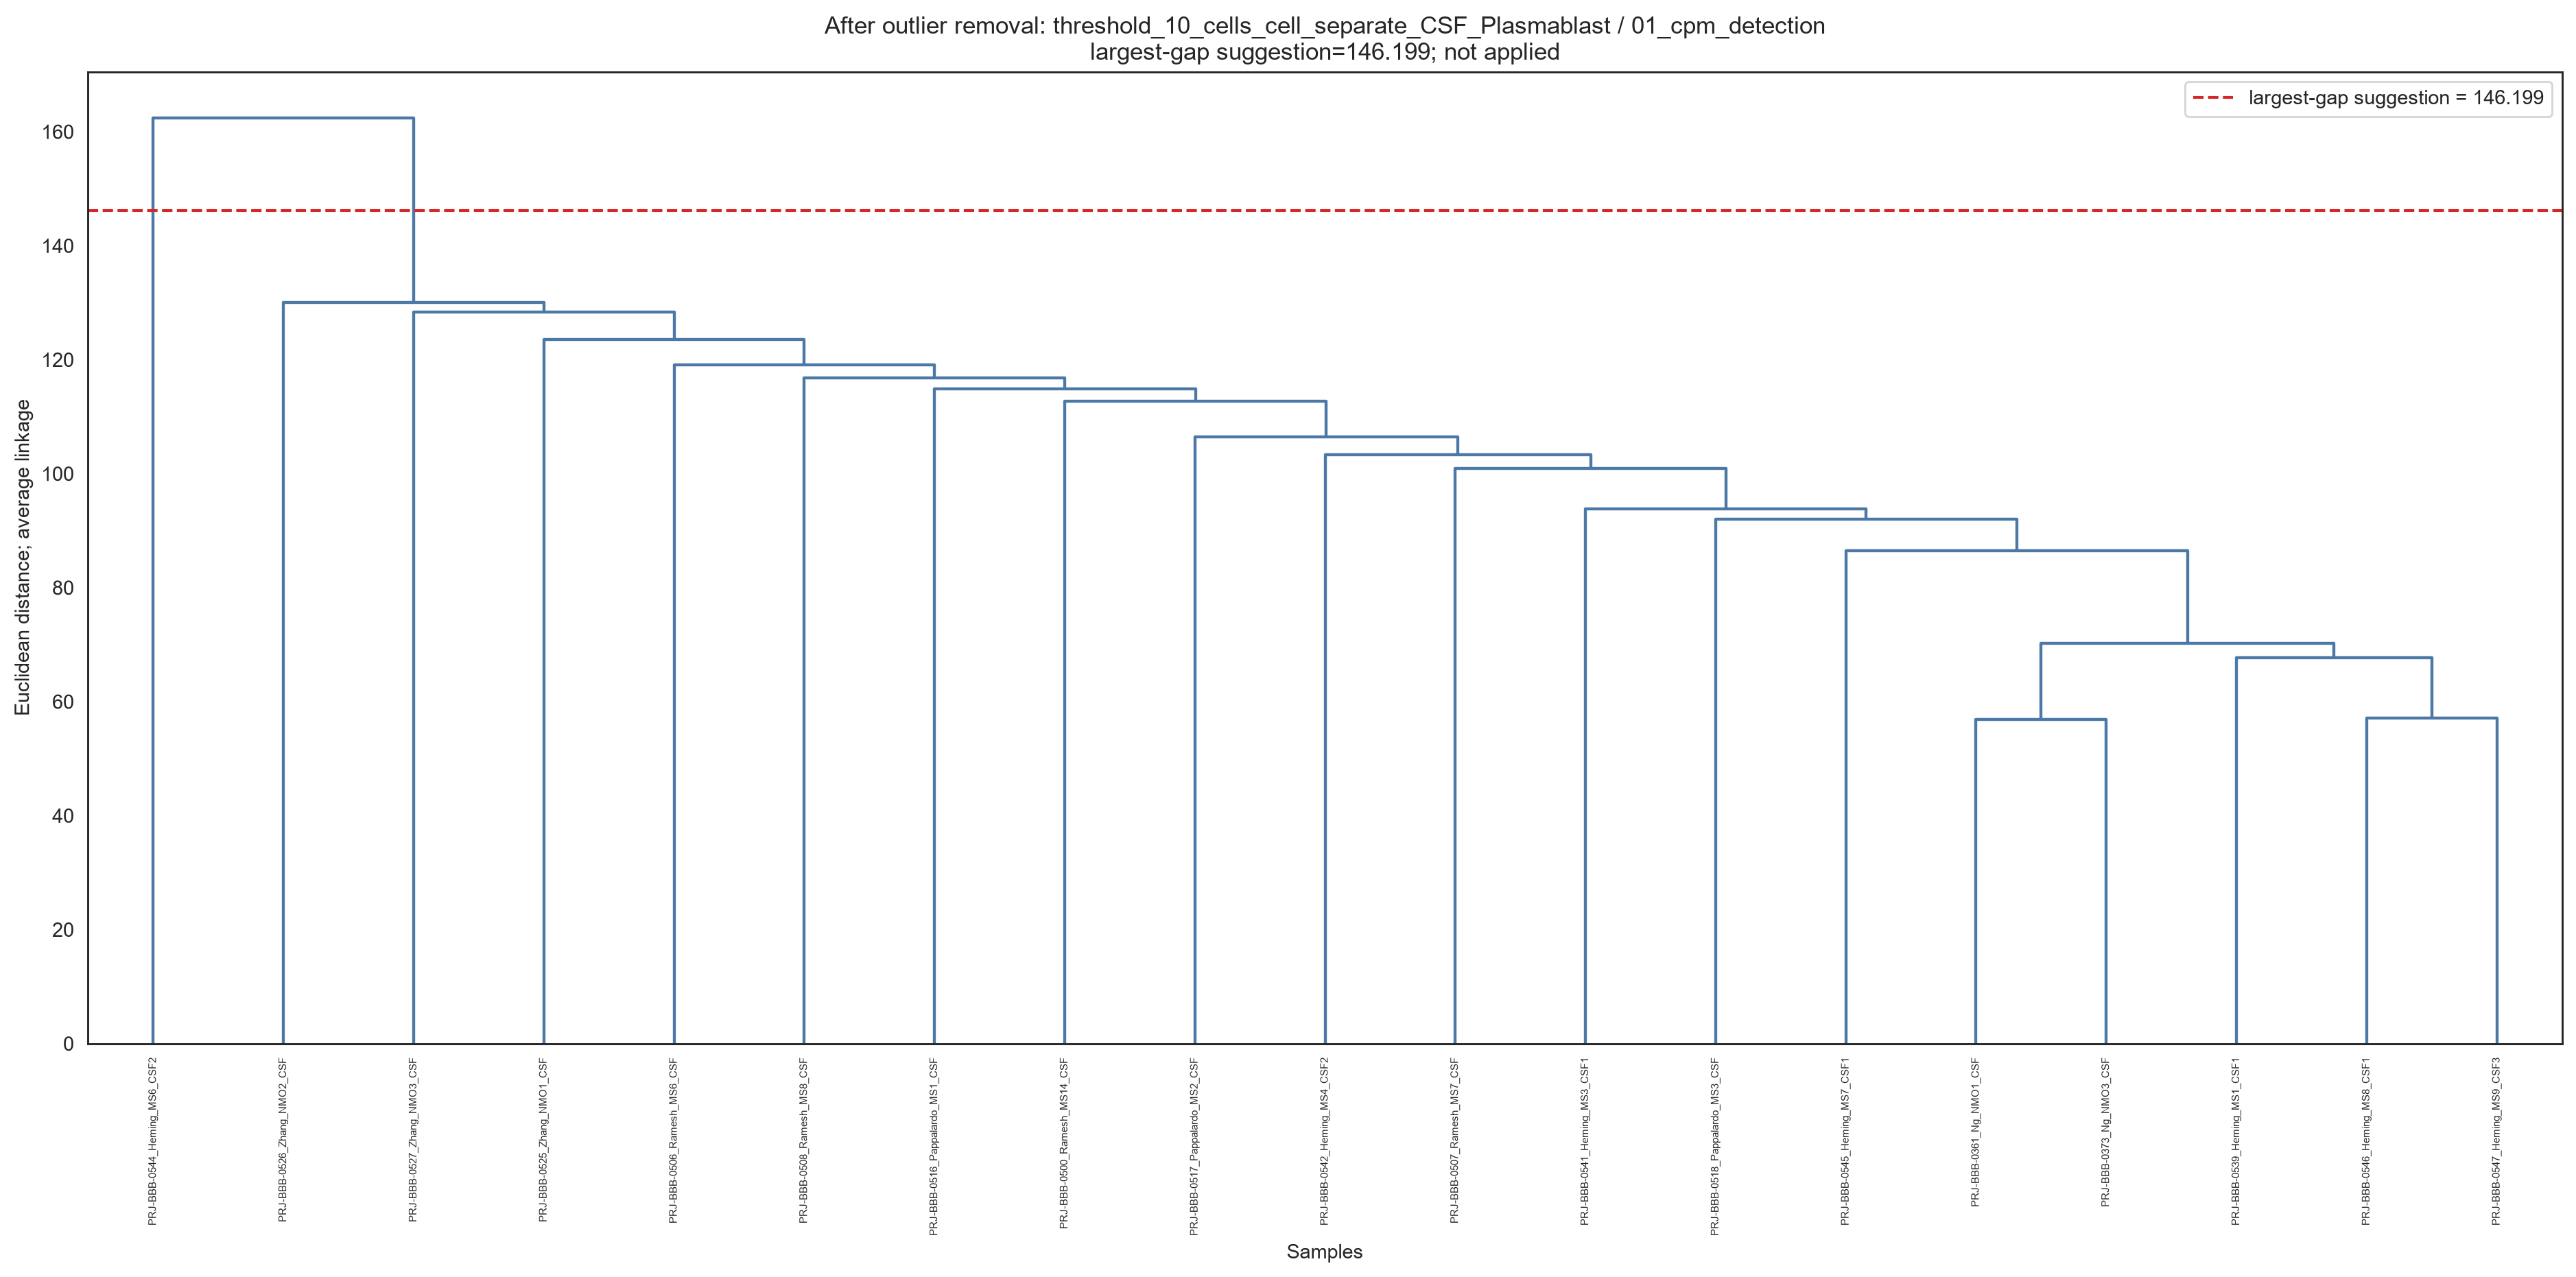 After outlier removal: threshold_10_cells_cell_separate_CSF_Plasmablast / 01_cpm_detection
largest-gap suggestion=146.199; not applied
largest-gap suggestion = 146.199
Euclidean distance; average linkage
160
140
120
100
80
60
40
20
0
PRJ-BBB-0544_Heming_MS6_CSF2
PRJ-BBB-0526_Zhang_NMO2_CSF
PRJ-BBB-0527_Zhang_NMO3_CSF
PRJ-BBB-0525_Zhang_NMO1_CSF
PRJ-BBB-0506_Ramesh_MS6_CSF
PRJ-BBB-0508_Ramesh_MS8_CSF
PRJ-BBB-0516_Pappalardo_MS1_CSF
PRJ-BBB-0500_Ramesh_MS14_CSF
PRJ-BBB-0517_Pappalardo_MS2_CSF
PRJ-BBB-0542_Heming_MS4_CSF2
PRJ-BBB-0507_Ramesh_MS7_CSF
PRJ-BBB-0541_Heming_MS3_CSF1
PRJ-BBB-0518_Pappalardo_MS3_CSF
PRJ-BBB-0545_Heming_MS7_CSF1
PRJ-BBB-0361_Ng_NMO1_CSF
PRJ-BBB-0373_Ng_NMO3_CSF
PRJ-BBB-0539_Heming_MS1_CSF1
PRJ-BBB-0546_Heming_MS8_CSF1
PRJ-BBB-0547_Heming_MS9_CSF3
Samples